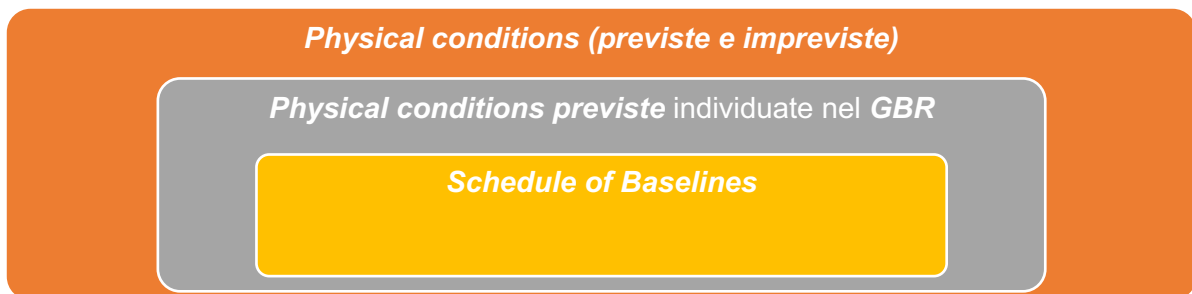 Physical conditions (previste e impreviste)
Physical conditions previste individuate nel GBR
Schedule of Baselines